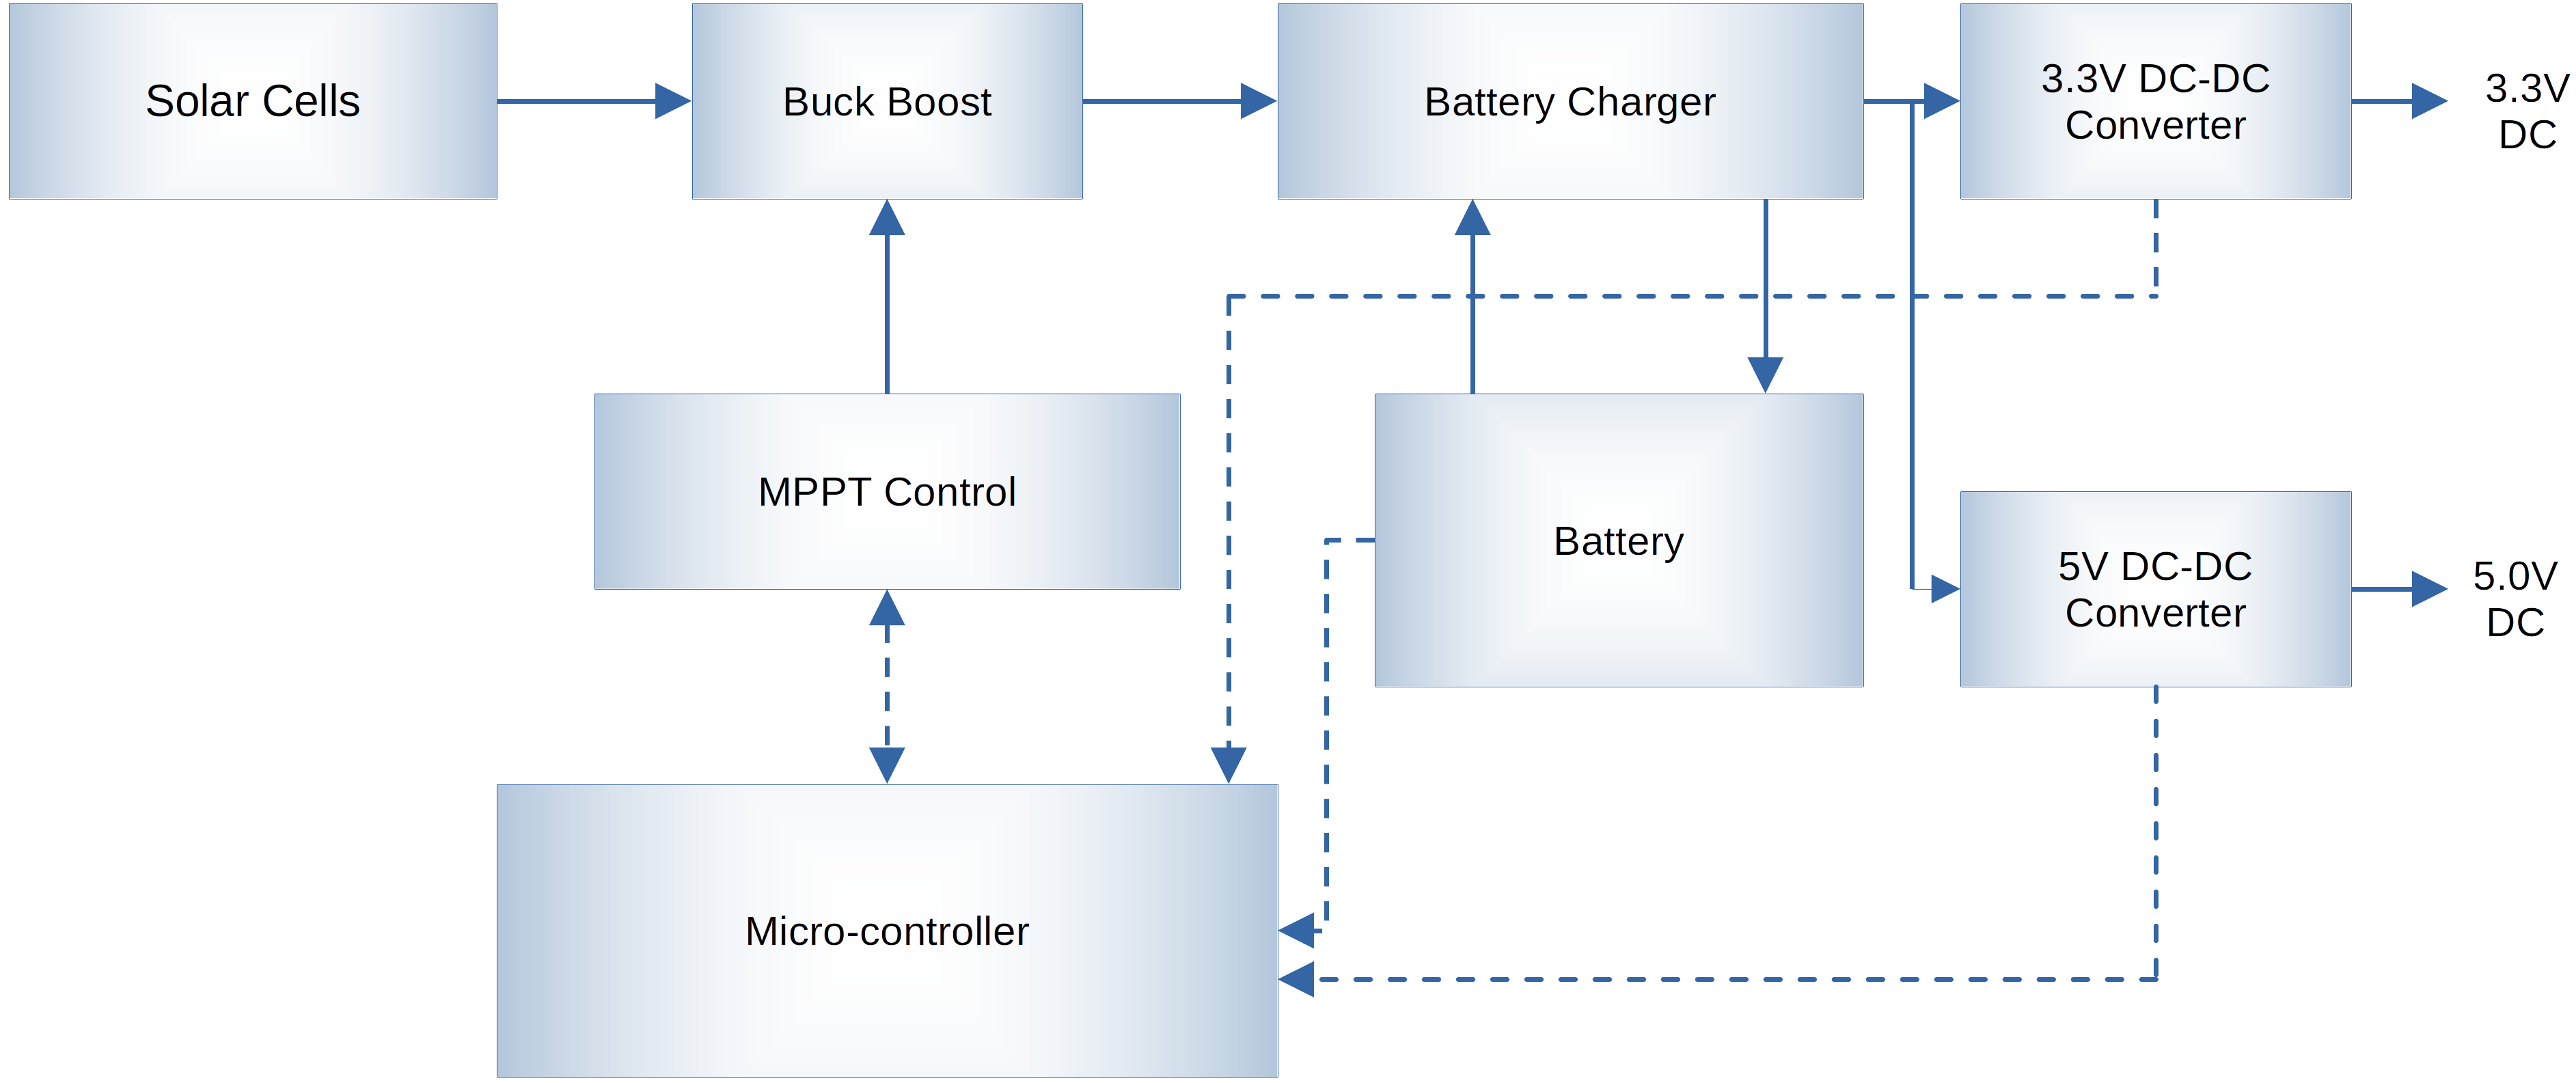 Solar Cells
Buck Boost
Battery Charger
3.3V DC-DC
Converter
3.3V
DC
MPPT Control
Battery
5V DC-DC
Converter
5.0V
DC
Micro-controller